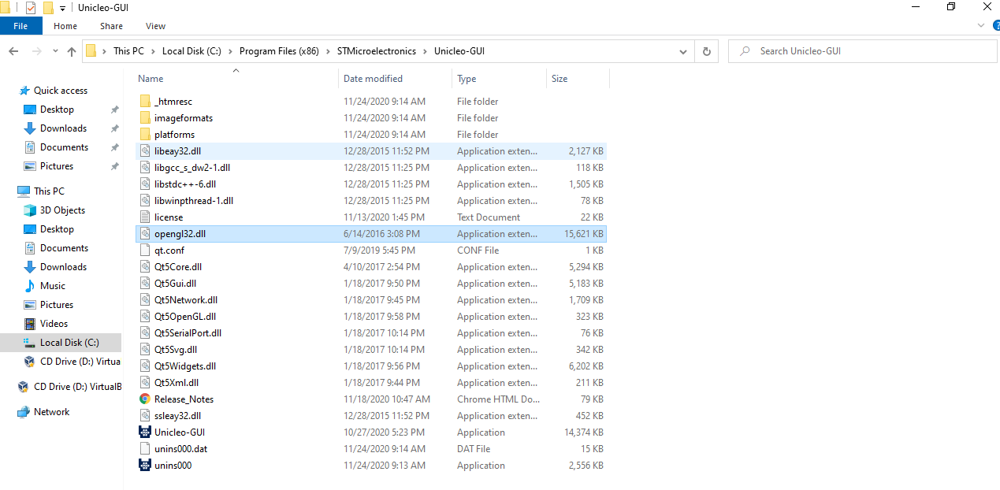 Unicleo-GUI
File Home Share View
This PC Local Disk (C:) Program Files (x86) STMicroelectronics Unicleo-GUI Search Unicleo-GUI
Quick access
Desktop
Downloads
Documents
Pictures
This PC
3D Objects
Desktop
Documents
Downloads
Music
Pictures
Videos
Local Disk (C:)
CD Drive (D:) Virtua
CD Drive (D:) VirtualB
Network
Name Date modified Type Size
_htmresc 11/24/2020 9:14 AM File folder
imageformats 11/24/2020 9:14 AM File folder
platforms 11/24/2020 9:14 AM File folder
libeay32.dll 12/28/2015 11:52 PM Application exten... 2,127 KB
libgcc_s_dw2-1.dll 12/28/2015 11:25 PM Application exten... 118 KB
libstdc++-6.dll 12/28/2015 11:25 PM Application exten... 1,505 KB
libwinpthread-1.dll 12/28/2015 11:25 PM Application exten... 78 KB
license 11/13/2020 1:45 PM Text Document 22 KB
opengl32.dll 6/14/2016 3:08 PM Application exten... 15,621 KB
qt.conf 7/9/2019 5:45 PM CONF File 1 KB
Qt5Core.dll 4/10/2017 2:54 PM Application exten... 5,294 KB
Qt5Gui.dll 1/18/2017 9:50 PM Application exten... 5,183 KB
Qt5Network.dll 1/18/2017 9:45 PM Application exten... 1,709 KB
Qt5OpenGL.dll 1/18/2017 9:58 PM Application exten... 323 KB
Qt5SerialPort.dll 1/18/2017 10:14 PM Application exten... 76 KB
Qt5Svg.dll 1/18/2017 10:14 PM Application exten... 342 KB
Qt5Widgets.dll 1/18/2017 9:56 PM Application exten... 6,202 KB
Qt5Xml.dll 1/18/2017 9:44 PM Application exten... 211 KB
Release_Notes 11/18/2020 10:47 AM Chrome HTML Do... 79 KB
ssleay32.dll 12/28/2015 11:52 PM Application exten... 452 KB
Unicleo-GUI 10/27/2020 5:23 PM Application 14,374 KB
unins000.dat 11/24/2020 9:14 AM DAT File 15 KB
unins000 11/24/2020 9:13 AM Application 2,556 KB